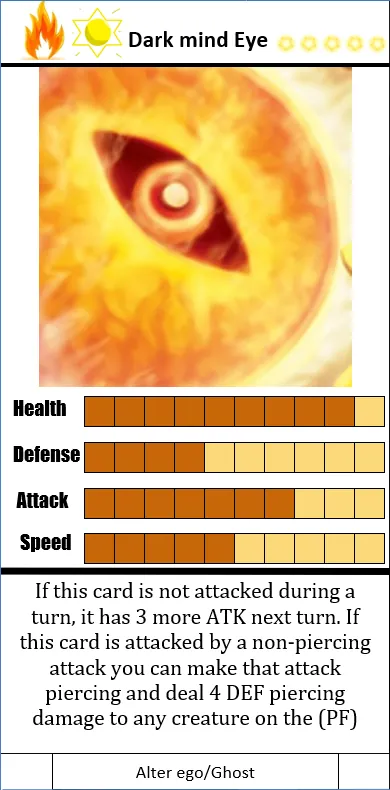 Dark mind Eye
Health
Defense
Attack
Speed
If this card is not attacked during a
turn, it has 3 more ATK next turn. If
this card is attacked by a non-piercing
attack you can make that attack
piercing and deal 4 DEF piercing
damage to any creature on the (PF)
Alter ego/Ghost